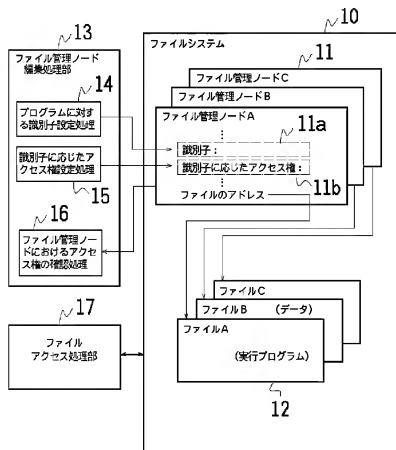 13
ファイル管理ノード
編集処理部
14
プログラムに対す
る識別子設定処理
識別子に応じたア
クセス権設定処理
15
16
ファイル管理ノー
ドにおけるアクセ
ス権の確認処理
17
ファイル
アクセス処理部
10
ファイルシステム
11
ファイル管理ノードC
ファイル管理ノードB
ファイル管理ノードA
︙
11a
識別子：
識別子に応じたアクセス権：
︙
11b
ファイルのアドレス
ファイルC
ファイルB (データ)
ファイルA
(実行プログラム)
12